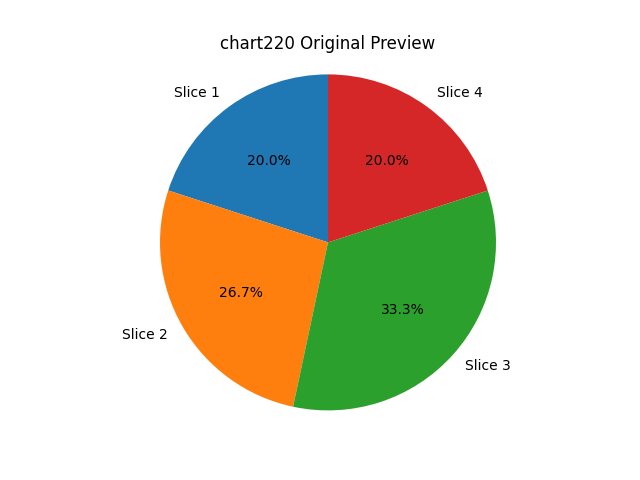 chart220 Original Preview
Slice 1
Slice 4
20.0%
20.0%
26.7%
33.3%
Slice 2
Slice 3